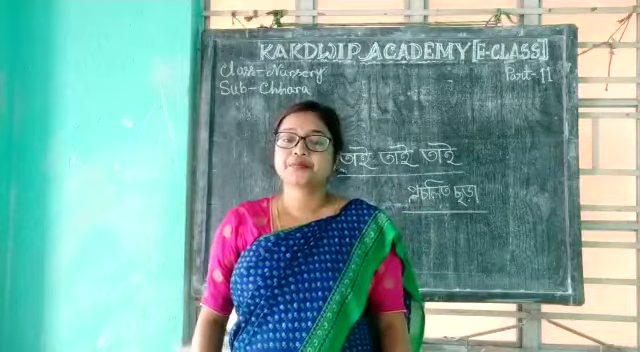 KAKDWIP ACADEMY [E-CLASS]
Class-Nursery
Part-11
Sub-Chhara
তাই তাই তাই
প্রচলিত ছড়া